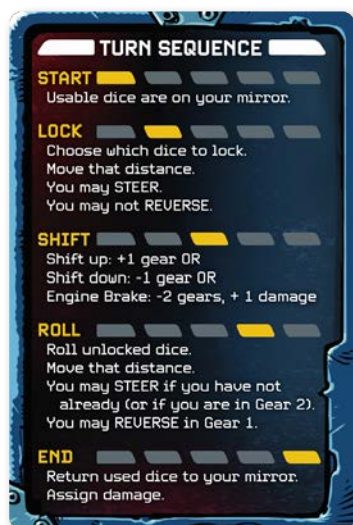 TURN SEQUENCE
START
Usable dice are on your mirror.
LOCK
Choose which dice to lock.
Move that distance.
You may STEER.
You may not REVERSE.
SHIFT
Shift up: +1 gear OR
Shift down: -1 gear OR
Engine Brake: -2 gears, + 1 damage
ROLL
Roll unlocked dice.
Move that distance.
You may STEER if you have not
already (or if you are in Gear 2).
You may REVERSE in Gear 1.
END
Return used dice to your mirror.
Assign damage.